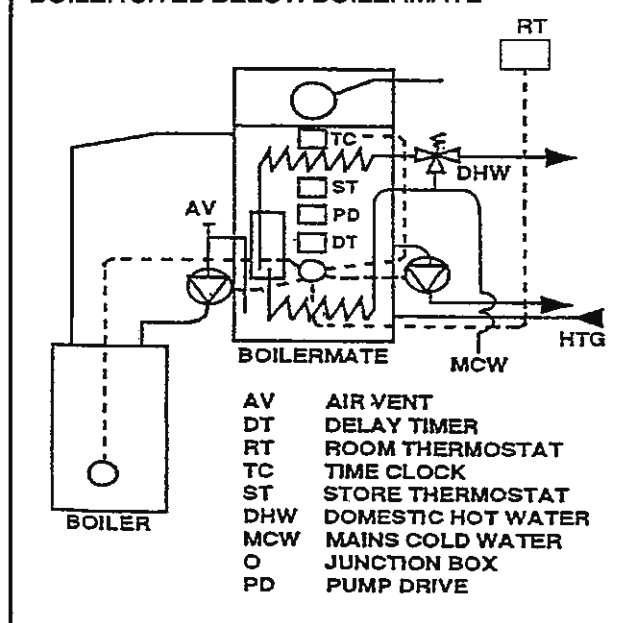 RT
TC
DHW
ST
AV
PD
DT
HTG
BOILERMATE
MCW
AV AIR VENT
DT DELAY TIMER
RT ROOM THERMOSTAT
TC TIME CLOCK
ST STORE THERMOSTAT
BOILER
DHW DOMESTIC HOT WATER
MCW MAINS COLD WATER
O JUNCTION BOX
PD PUMP DRIVE